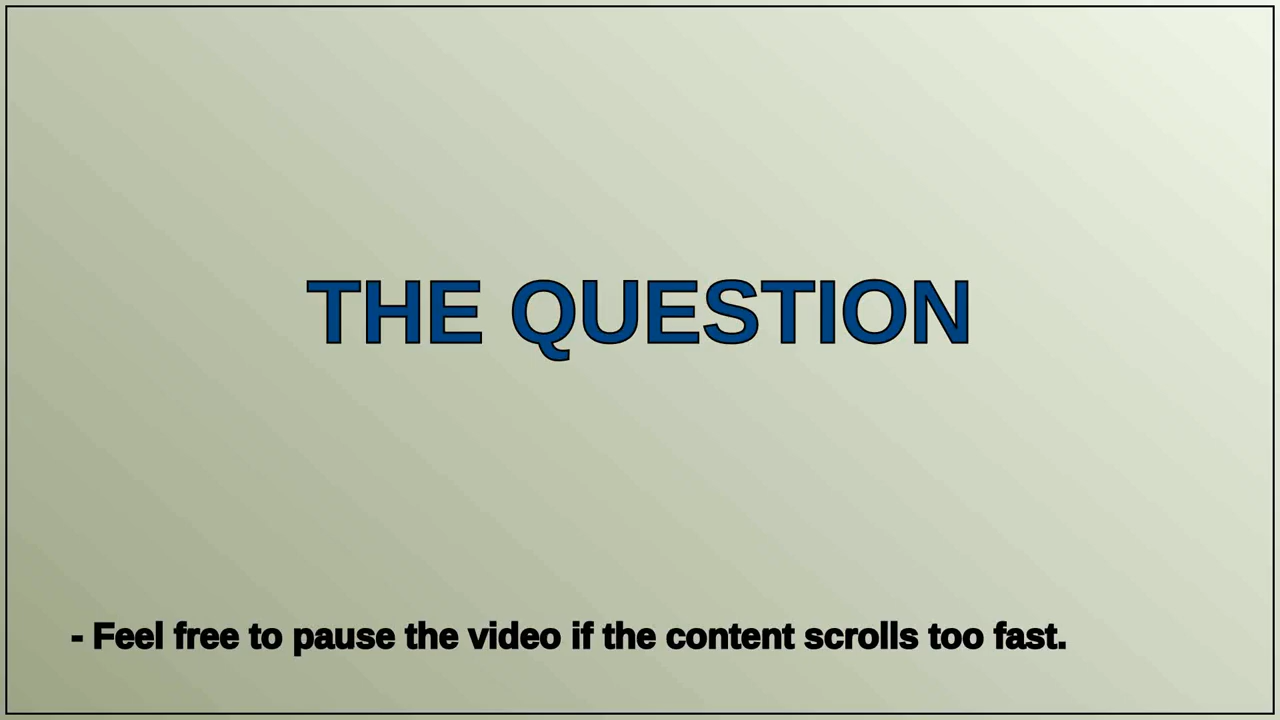 THE QUESTION
- Feel free to pause the video if the content scrolls too fast.